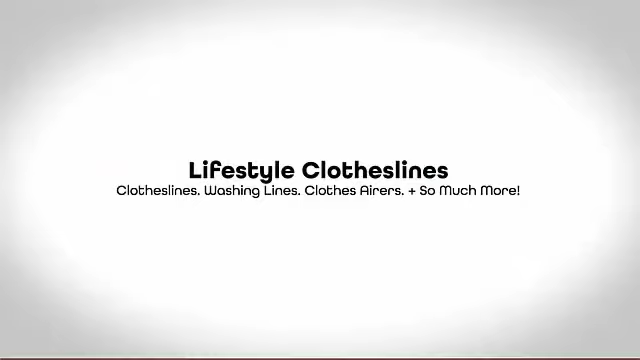 Lifestyle Clotheslines
Clotheslines. Washing Lines. Clothes Airers. + So Much More!